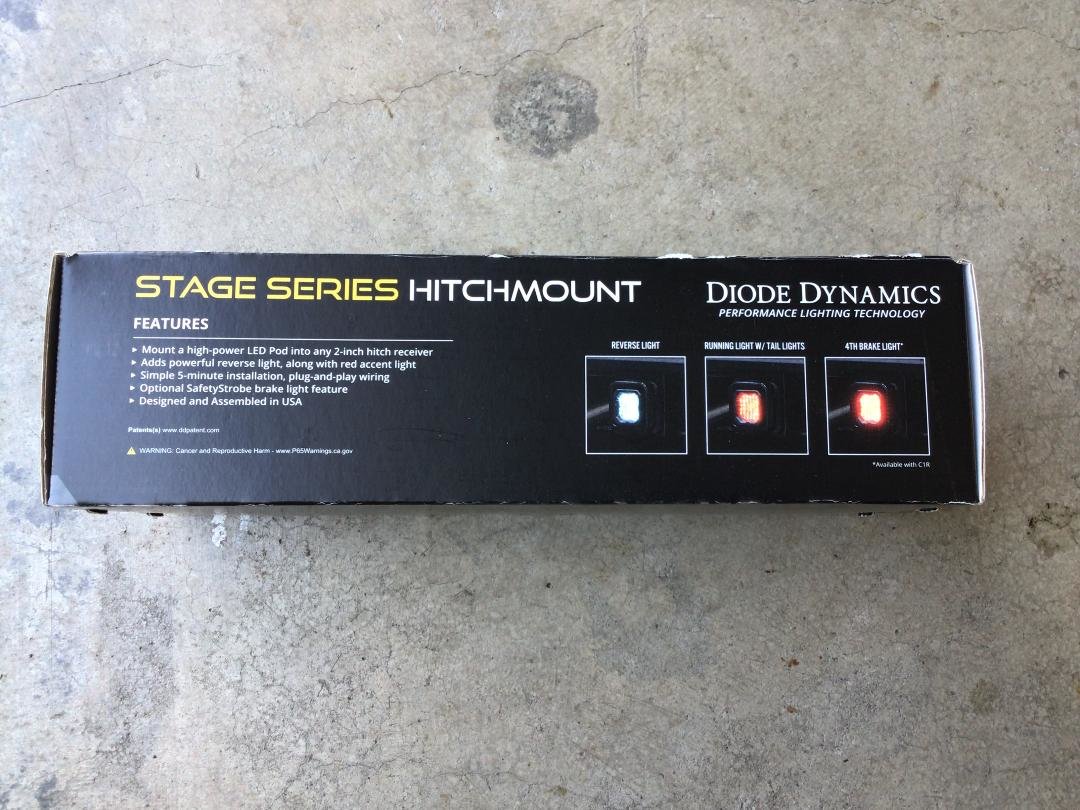 STAGE SERIES HITCHMOUNT
DIODE DYNAMICS
PERFORMANCE LIGHTING TECHNOLOGY
FEATURES
▸ Mount a high-power LED Pod into any 2-inch hitch receiver
▸ Adds powerful reverse light, along with red accent light
▸ Simple 5-minute installation, plug-and-play wiring
▸ Optional SafetyStrobe brake light feature
▸ Designed and Assembled in USA
Patents(s) www.ddpatent.com
WARNING: Cancer and Reproductive Harm - www.P65Warnings.ca.gov
REVERSE LIGHT
RUNNING LIGHT W/ TAIL LIGHTS
4TH BRAKE LIGHT*
*Available with C1R